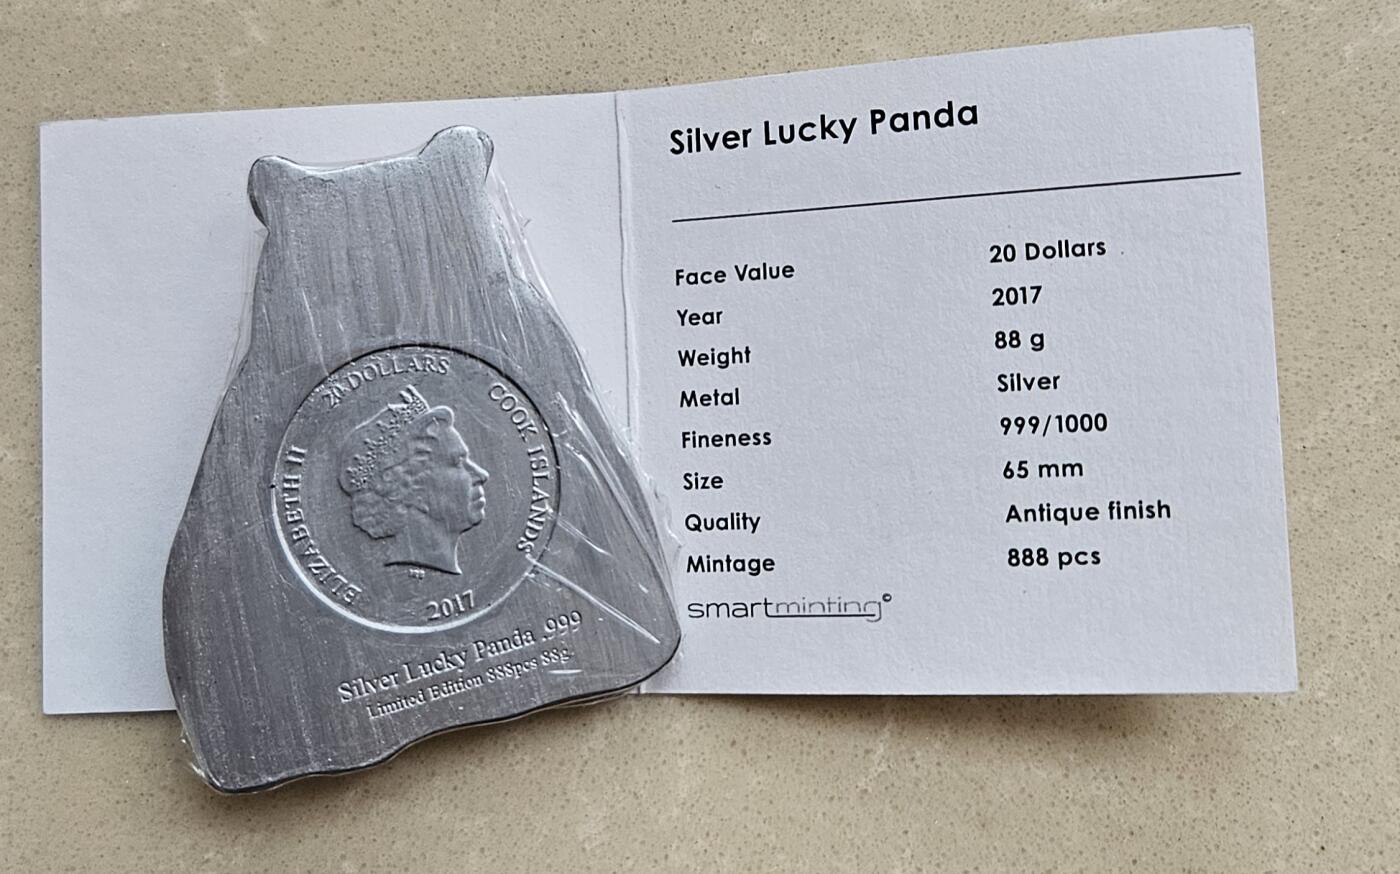 20 DOLLARS
COOK ISLANDS
ELIZABETH II
2017
Silver Lucky Panda .999
Limited Edition 888pcs 88g.
Silver Lucky Panda
Face Value 20 Dollars
Year 2017
Weight 88 g
Metal Silver
Fineness 999/1000
Size 65 mm
Quality Antique finish
Mintage 888 pcs
smartminting©